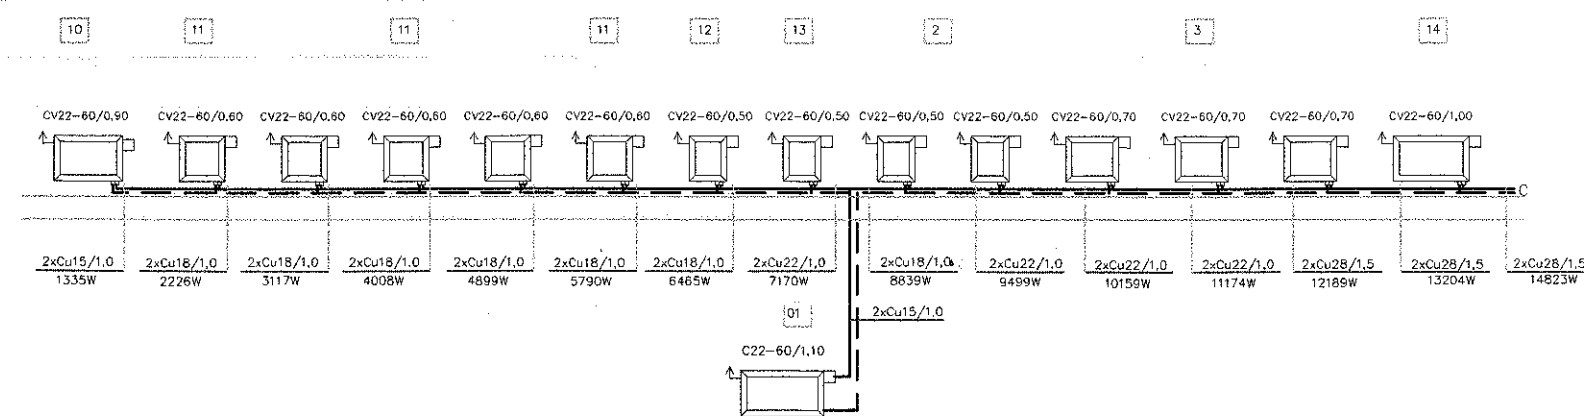 10 11 11 11 12 13 2 3 14
CV22-60/0,90 CV22-60/0,60 CV22-60/0,60 CV22-60/0,60 CV22-60/0,60 CV22-60/0,60 CV22-60/0,50 CV22-60/0,50 CV22-60/0,50 CV22-60/0,50 CV22-60/0,70 CV22-60/0,70 CV22-60/0,70 CV22-60/1,00
C
2xCu15/1,0 2xCu18/1,0 2xCu18/1,0 2xCu18/1,0 2xCu18/1,0 2xCu18/1,0 2xCu18/1,0 2xCu22/1,0 2xCu18/1,0 2xCu22/1,0 2xCu22/1,0 2xCu22/1,0 2xCu28/1,5 2xCu28/1,5 2xCu28/1,5
1335W 2226W 3117W 4008W 4899W 5790W 6465W 7170W 8839W 9499W 10159W 11174W 12189W 13204W 14823W
01 2xCu15/1,0
C22-60/1,10